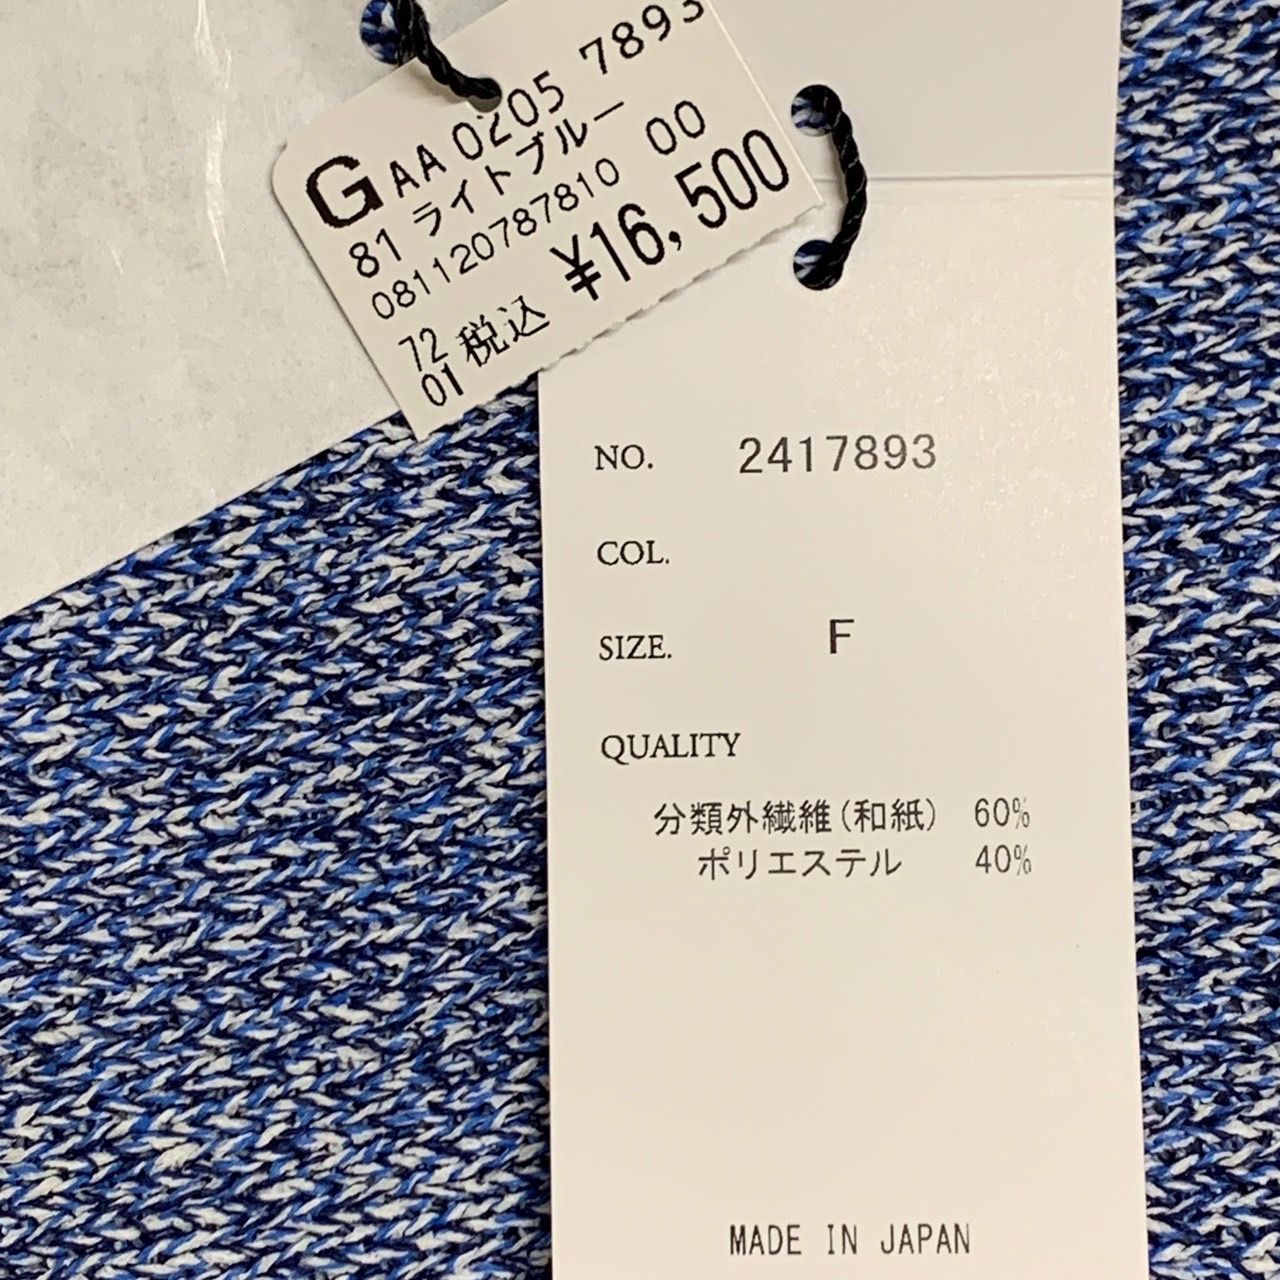 GAA 0205 7893
81 ライトブルー
081120787810 00
72 税込 ¥16,500
01
NO. 2417893
COL.
SIZE. F
QUALITY
分類外繊維(和紙) 60%
ポリエステル 40%
MADE IN JAPAN